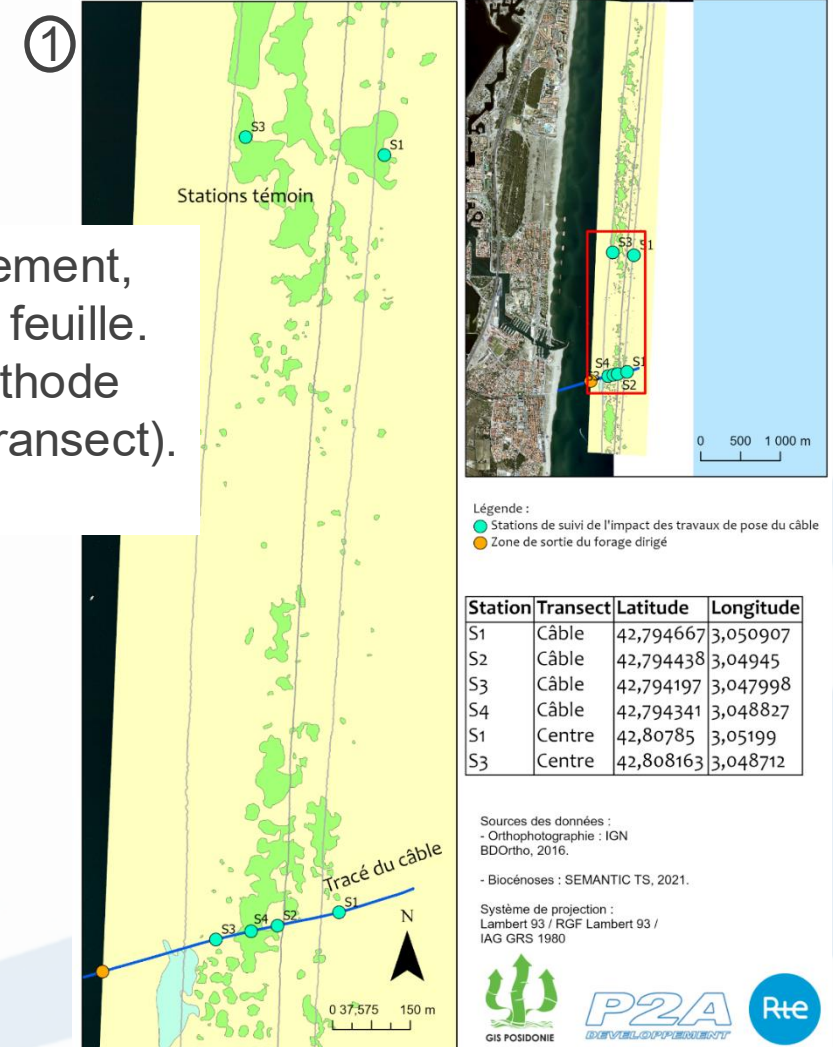 ①
S3
S1
Stations témoin
ement,
feuille.
thode
ransect).
Tracé du câble
S3
S4
S2
S1
N
0 37,575 150 m
S3
S1
S4
S1
S3
S2
0 500 1 000 m
Légende :
Stations de suivi de l'impact des travaux de pose du câble
Zone de sortie du forage dirigé
Station Transect Latitude Longitude
S1 Câble 42,794667 3,050907
S2 Câble 42,794438 3,04945
S3 Câble 42,794197 3,047998
S4 Câble 42,794341 3,048827
S1 Centre 42,80785 3,05199
S3 Centre 42,808163 3,048712
Sources des données :
- Orthophotographie : IGN
BDOrtho, 2016.
- Biocénoses : SEMANTIC TS, 2021.
Système de projection :
Lambert 93 / RGF Lambert 93 /
IAG GRS 1980
GIS POSIDONIE
P2A
DEVELOPPEMENT
Rte